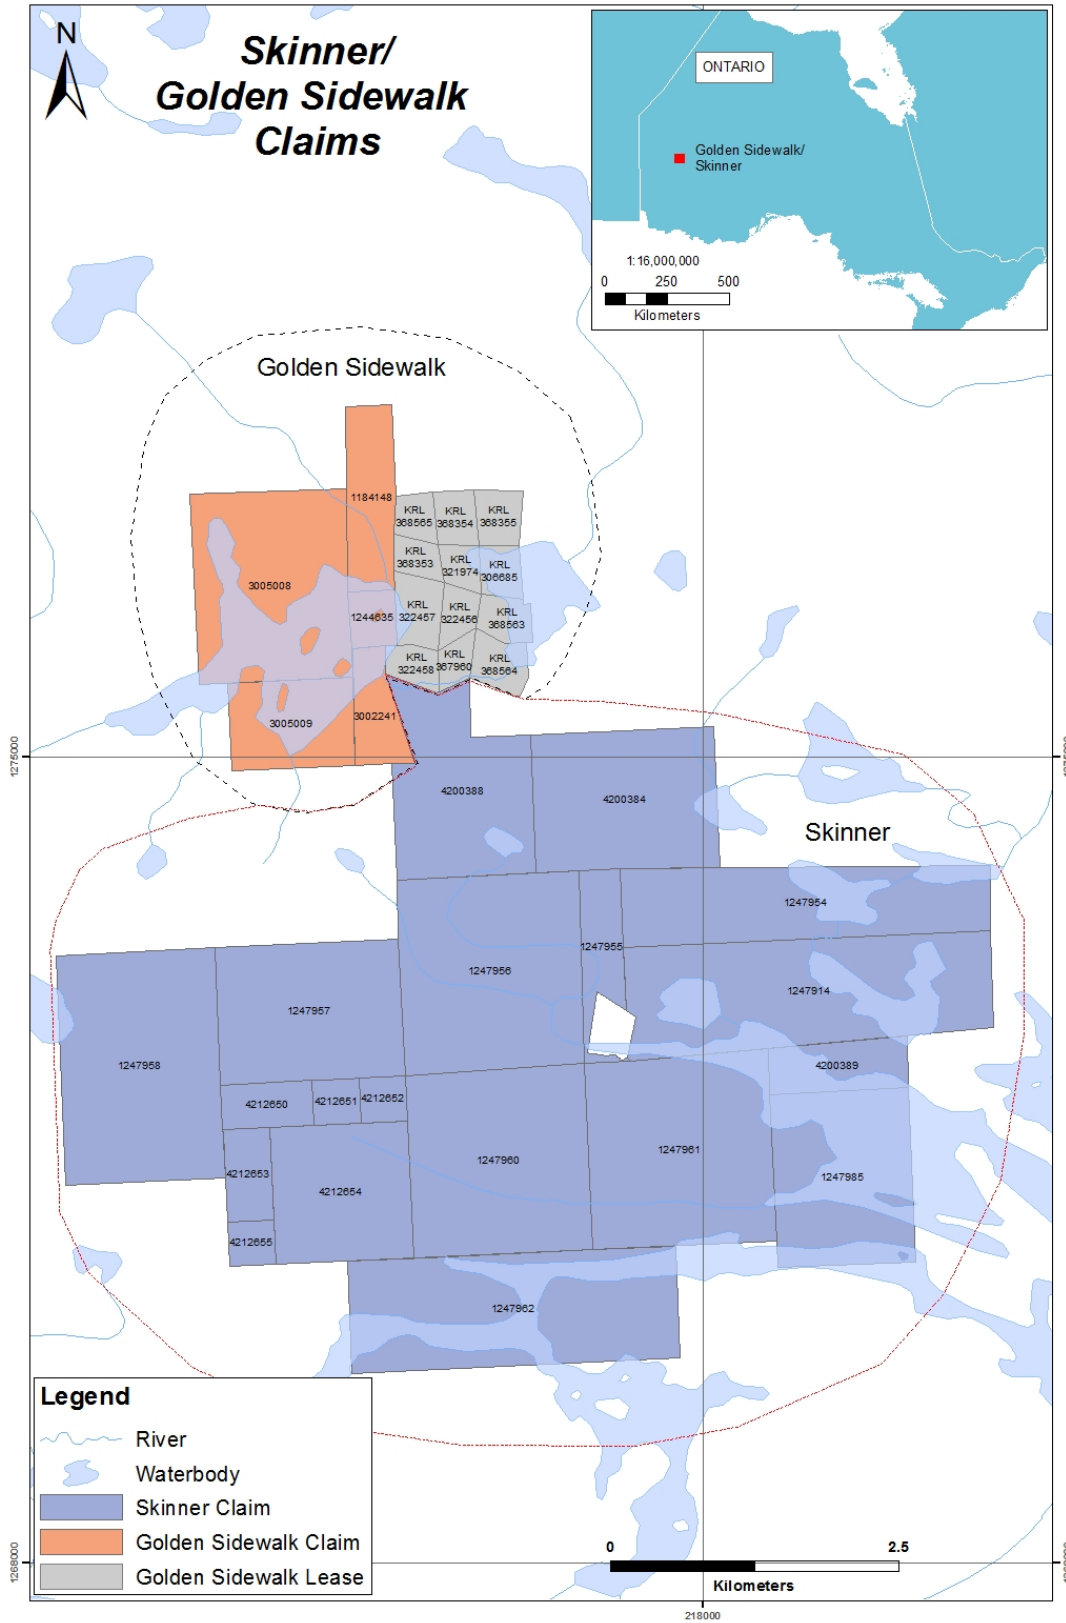 N
Skinner/
Golden Sidewalk
Claims
ONTARIO
Golden Sidewalk/
Skinner
1:16,000,000
0 250 500
Kilometers
Golden Sidewalk
1184148
KRL
368565
KRL
368354
KRL
368355
3005008
KRL
368353
KRL
321974
KRL
306685
1244635
KRL
322457
KRL
322456
KRL
368563
KRL
322458
KRL
367960
KRL
368564
3005009
3002241
1275000
4200388
4200384
Skinner
1247954
1247955
1247956
1247914
1247957
1247958
4200389
4212650
4212651
4212652
1247960
1247961
4212653
4212654
1247985
4212655
1247962
Legend
River
Waterbody
Skinner Claim
Golden Sidewalk Claim
Golden Sidewalk Lease
0 2.5
Kilometers
1268000
218000